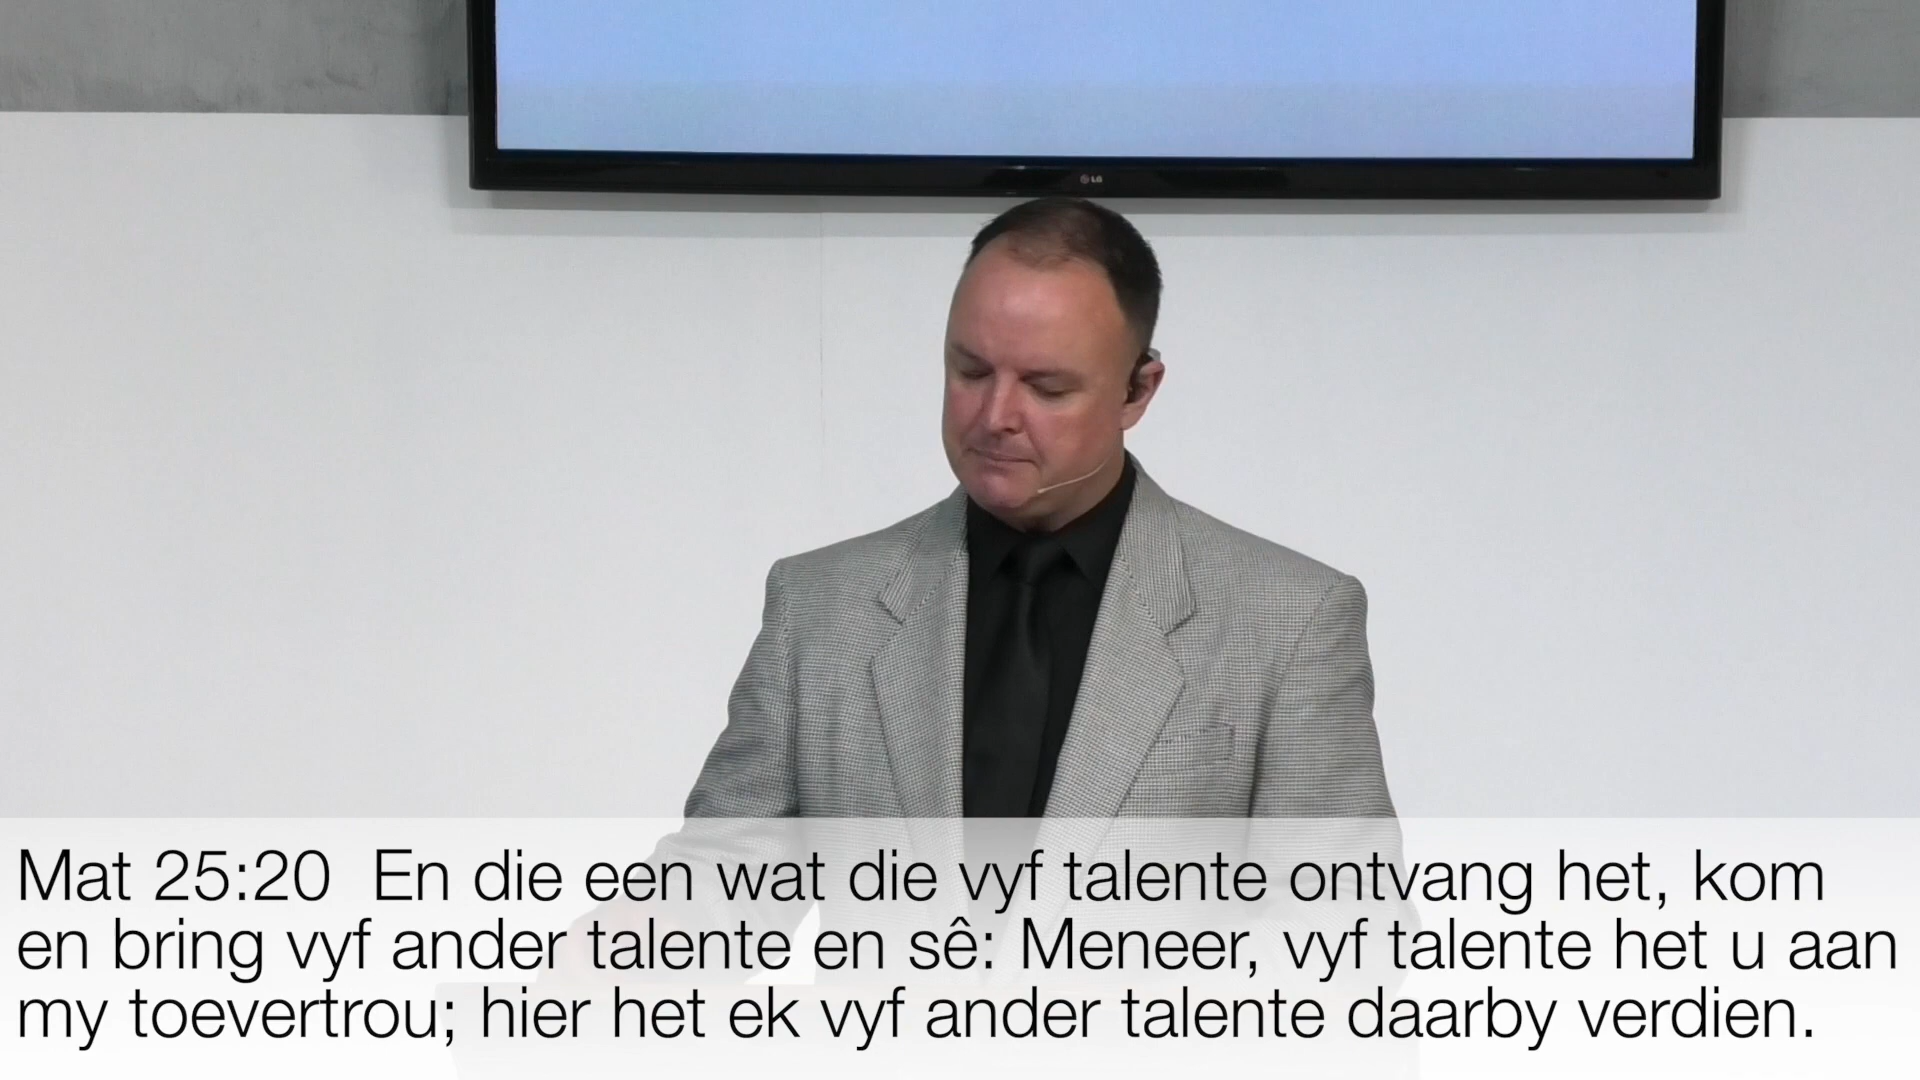 LG
Mat 25:20  En die een wat die vyf talente ontvang het, kom
en bring vyf ander talente en sê: Meneer, vyf talente het u aan
my toevertrou; hier het ek vyf ander talente daarby verdien.